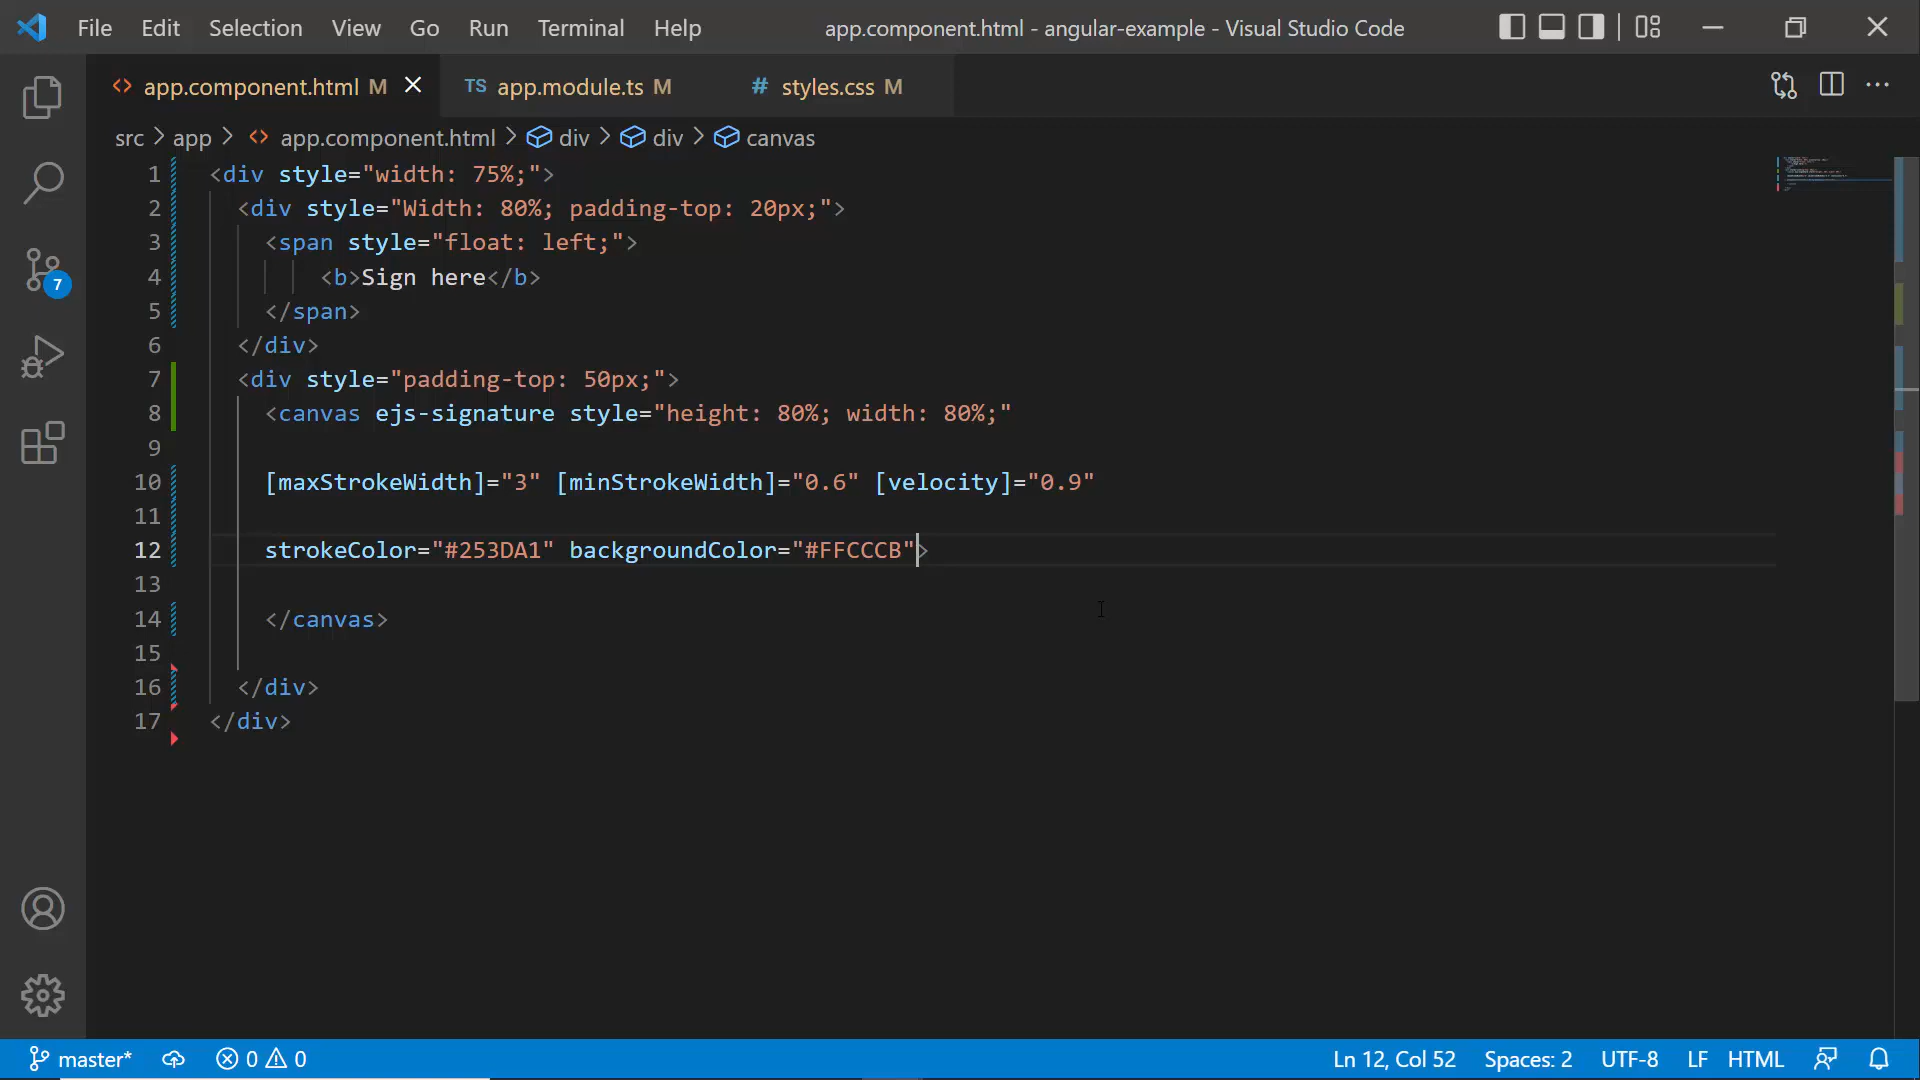 File Edit Selection View Go Run Terminal Help app.component.html - angular-example - Visual Studio Code
<> app.component.html M TS app.module.ts M # styles.css M
src > app > <> app.component.html > div > div > canvas
1 <div style="width: 75%;">
2 <div style="Width: 80%; padding-top: 20px;">
3 <span style="float: left;">
4 <b>Sign here</b>
5 </span>
6 </div>
7 <div style="padding-top: 50px;">
8 <canvas ejs-signature style="height: 80%; width: 80%;"
9
10 [maxStrokeWidth]="3" [minStrokeWidth]="0.6" [velocity]="0.9"
11
12 strokeColor="#253DA1" backgroundColor="#FFCCCB">
13
14 </canvas>
15
16 </div>
17 </div>
7
master* 0 0 Ln 12, Col 52 Spaces: 2 UTF-8 LF HTML